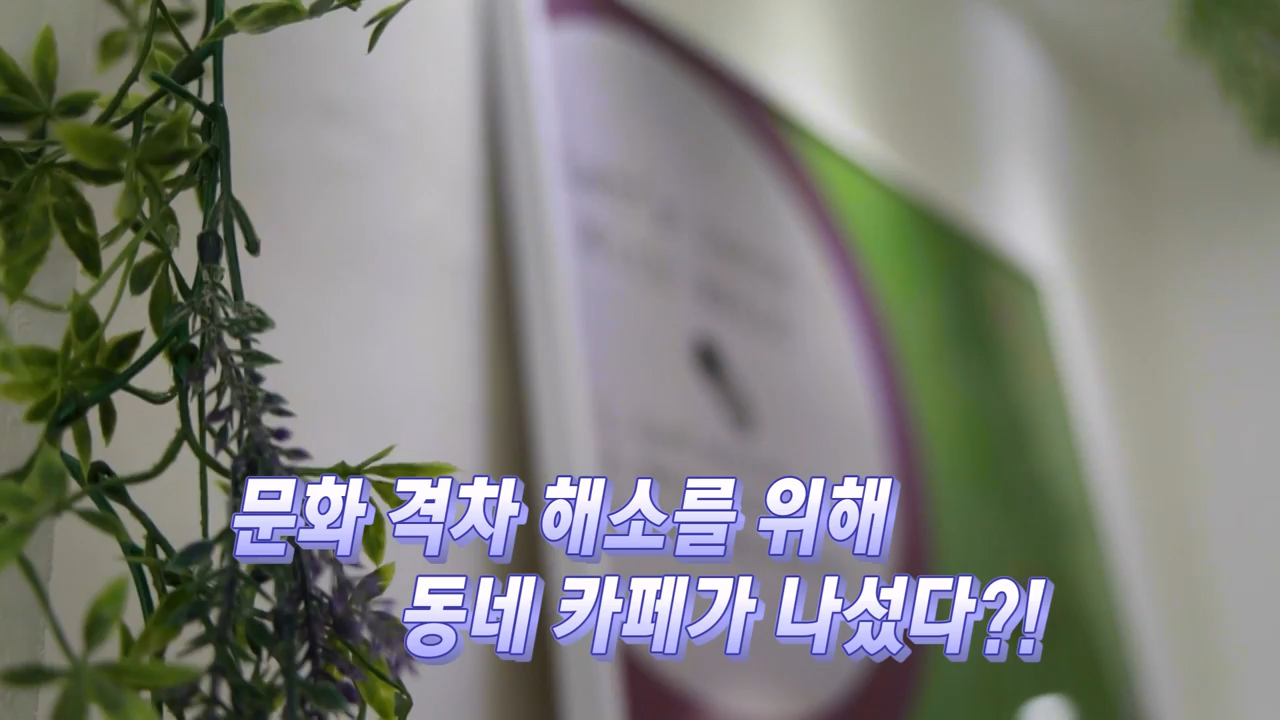 문화 격차 해소를 위해
동네 카페가 나섰다?!